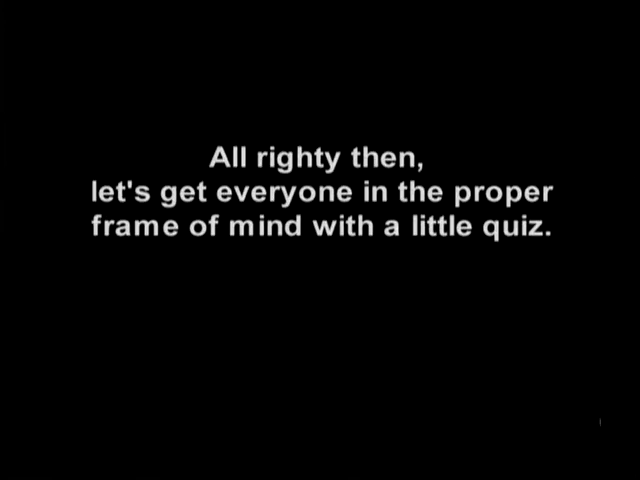 All righty then,
let's get everyone in the proper
frame of mind with a little quiz.